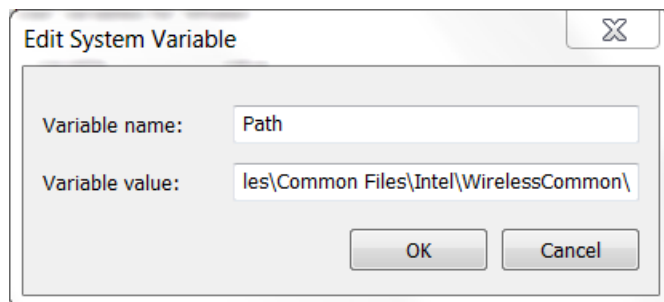 Edit System Variable
Variable name: Path
Variable value: les\Common Files\Intel\WirelessCommon\
OK Cancel